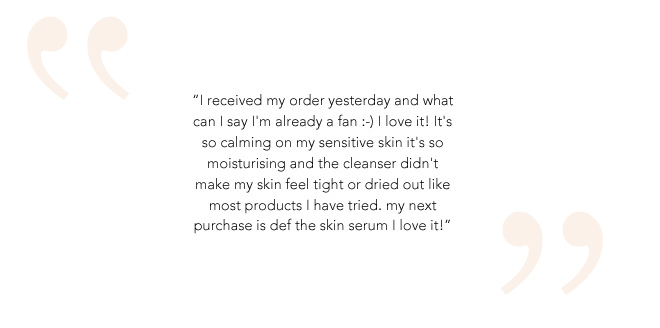 “I received my order yesterday and what
can I say I'm already a fan :-) I love it! It's
so calming on my sensitive skin it's so
moisturising and the cleanser didn't
make my skin feel tight or dried out like
most products I have tried. my next
purchase is def the skin serum I love it!”